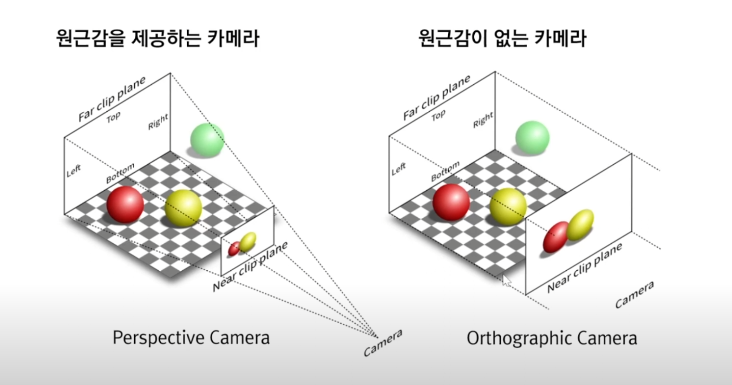 원근감을 제공하는 카메라
Far clip plane
Top
Right
Left
Bottom
Near clip plane
Camera
Perspective Camera
원근감이 없는 카메라
Far clip plane
Top
Right
Left
Bottom
Near clip plane
Camera
Orthographic Camera